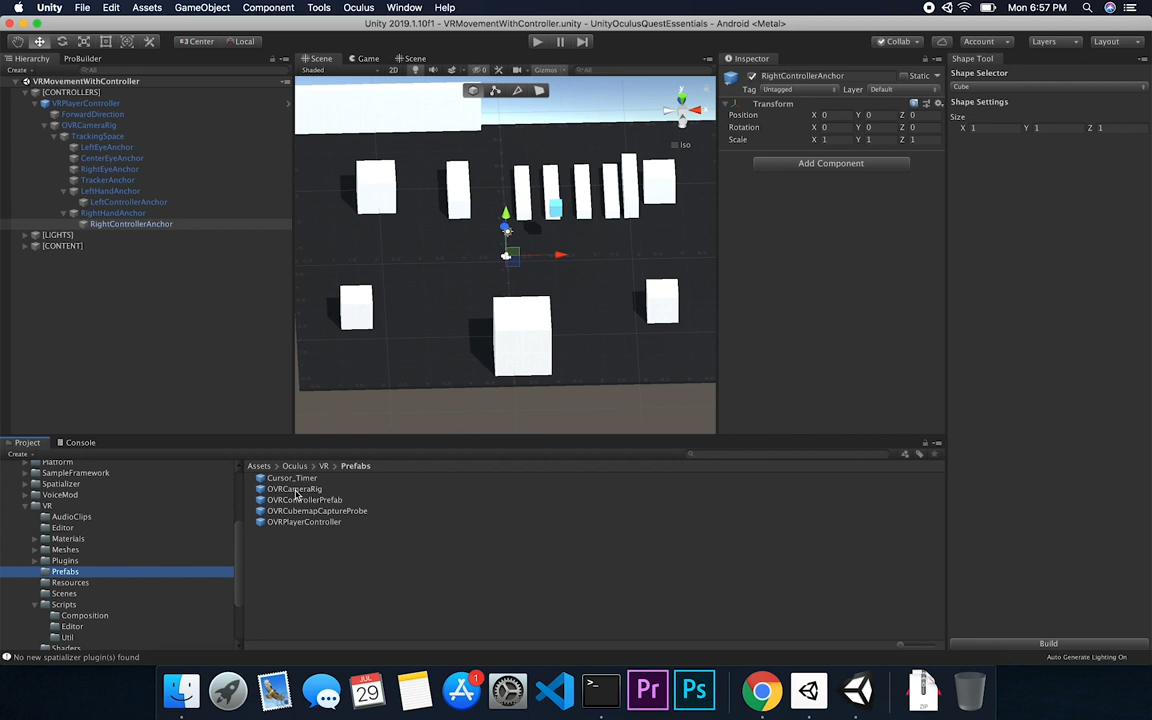 Unity File Edit Assets GameObject Component Tools Oculus Window Help Mon 6:57 PM
Unity 2019.1.10f1 - VRMovementWithController.unity - UnityOculusQuestEssentials - Android <Metal>
Center Local Collab Account Layers Layout
Hierarchy ProBuilder
Create All
VRMovementWithController
[CONTROLLERS]
VRPlayerController
ForwardDirection
OVRCameraRig
TrackingSpace
LeftEyeAnchor
CenterEyeAnchor
RightEyeAnchor
TrackerAnchor
LeftHandAnchor
LeftControllerAnchor
RightHandAnchor
RightControllerAnchor
[LIGHTS]
[CONTENT]
Scene Game Scene
Shaded 2D 0 Gizmos All
y
x
Iso
Inspector
RightControllerAnchor Static
Tag Untagged Layer Default
Transform
Position X 0 Y 0 Z 0
Rotation X 0 Y 0 Z 0
Scale X 1 Y 1 Z 1
Add Component
Shape Tool
Shape Selector
Cube
Shape Settings
Size
X 1 Y 1 Z 1
Build
Project Console
Create
Platform
SampleFramework
Spatializer
VoiceMod
VR
AudioClips
Editor
Materials
Meshes
Plugins
Prefabs
Resources
Scenes
Scripts
Composition
Editor
Util
Shaders
Assets > Oculus > VR > Prefabs
Cursor_Timer
OVRCameraRig
OVRControllerPrefab
OVRCubemapCaptureProbe
OVRPlayerController
No new spatializer plugin(s) found
Auto Generate Lighting On
JUL
29
1
>_
Pr
Ps
ZIP